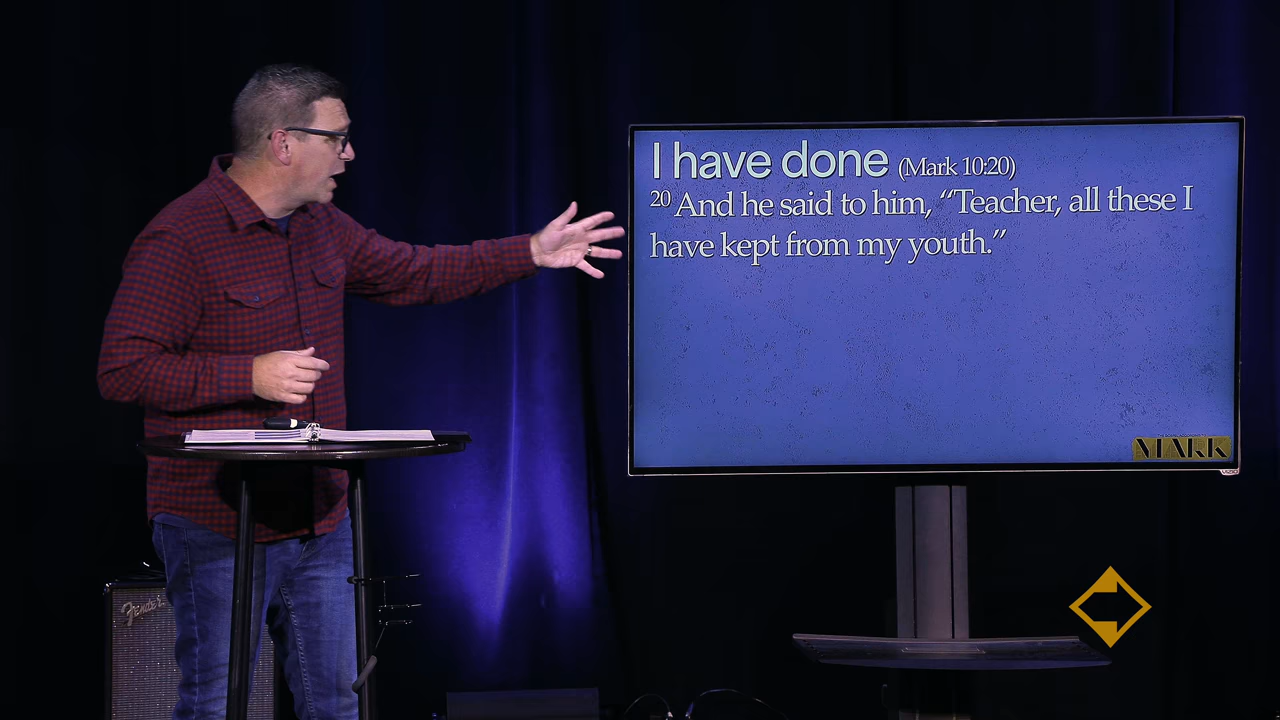 I have done (Mark 10:20)
20 And he said to him, “Teacher, all these I
have kept from my youth.”
MARK
Fender